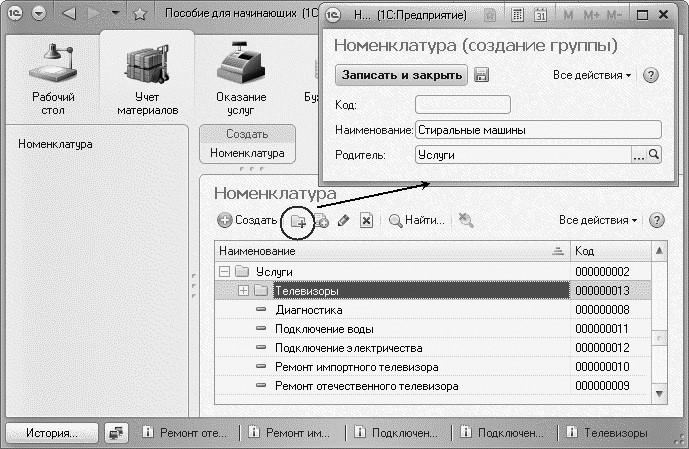 Пособие для начинающих (1С:
Н... (1С:Предприятие)
M M+ M-
Номенклатура (создание группы)
Записать и закрыть
Все действия
Код:
Наименование: Стиральные машины
Родитель: Услуги
Рабочий стол
Учет материалов
Оказание услуг
Номенклатура
Создать
Номенклатура
Номенклатура
Создать Найти... Все действия
Наименование Код
Услуги 000000002
Телевизоры 000000013
Диагностика 000000008
Подключение воды 000000011
Подключение электричества 000000012
Ремонт импортного телевизора 000000010
Ремонт отечественного телевизора 000000009
История... Ремонт оте... Ремонт им... Подключен... Подключен... Телевизоры